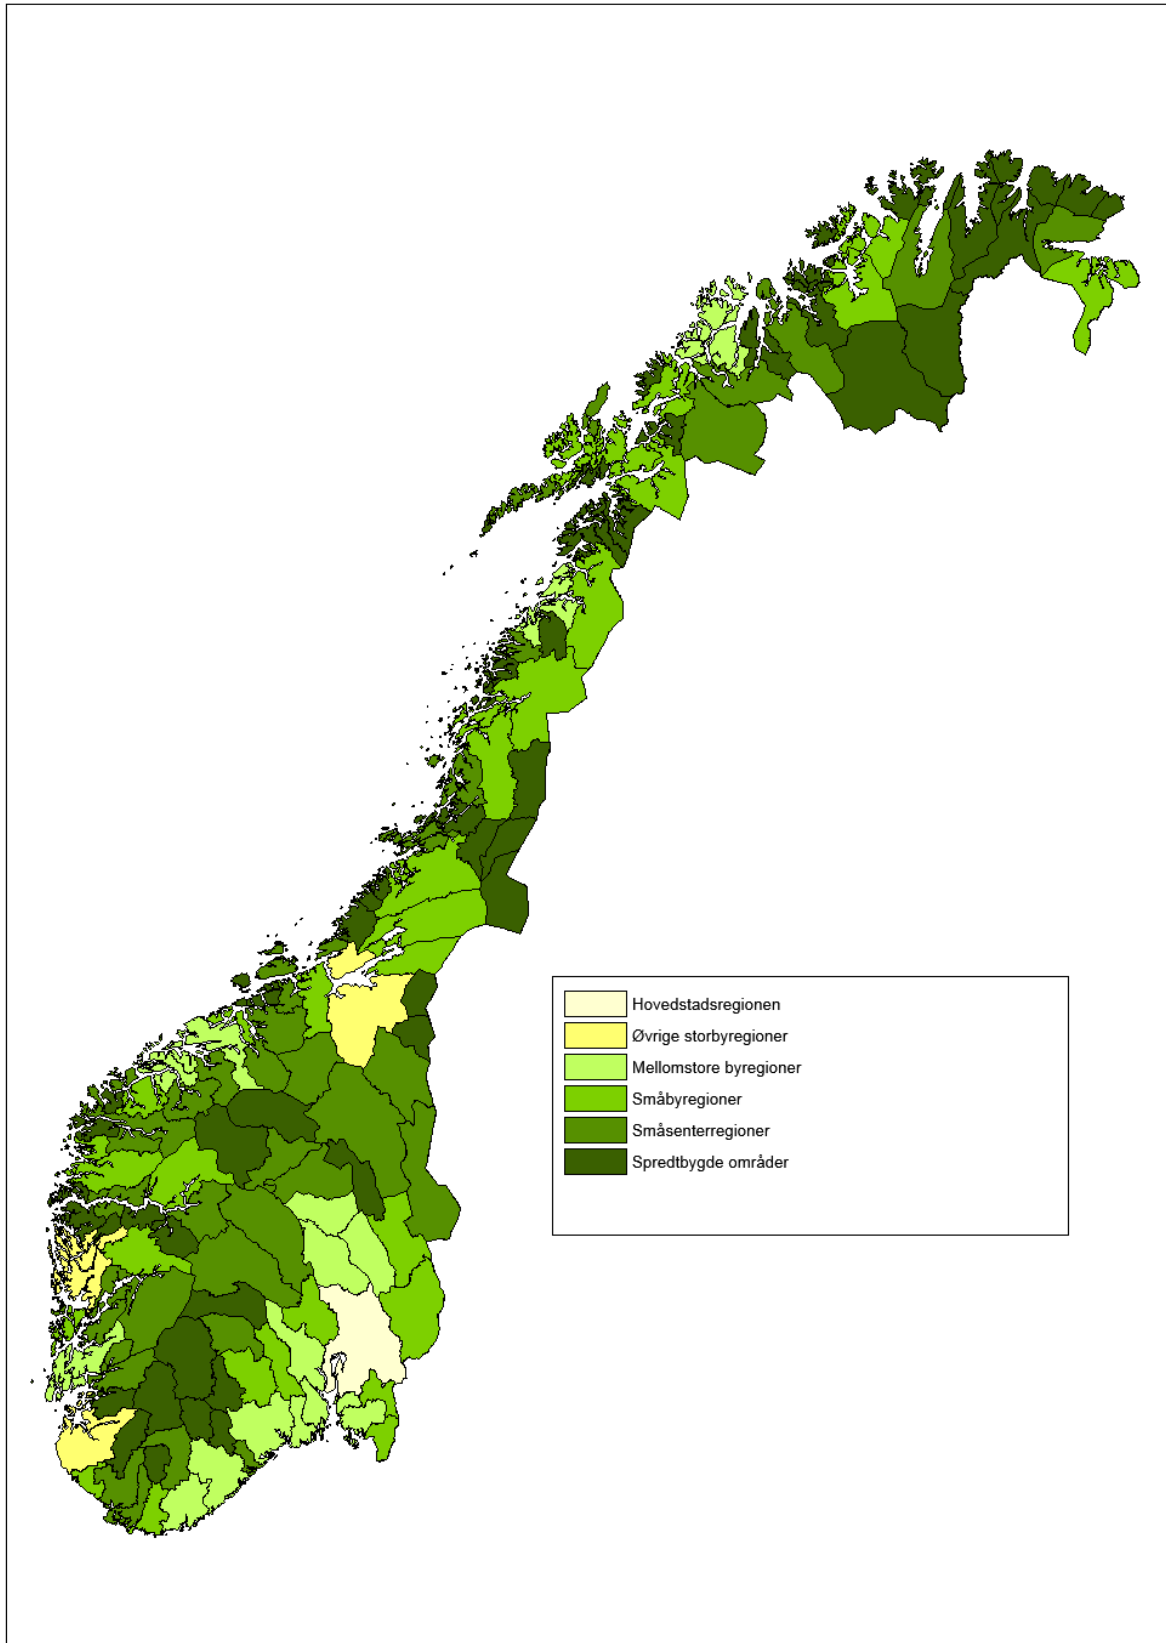 Hovedstadsregionen
Øvrige storbyregioner
Mellomstore byregioner
Småbyregioner
Småsenterregioner
Spredtbygde områder